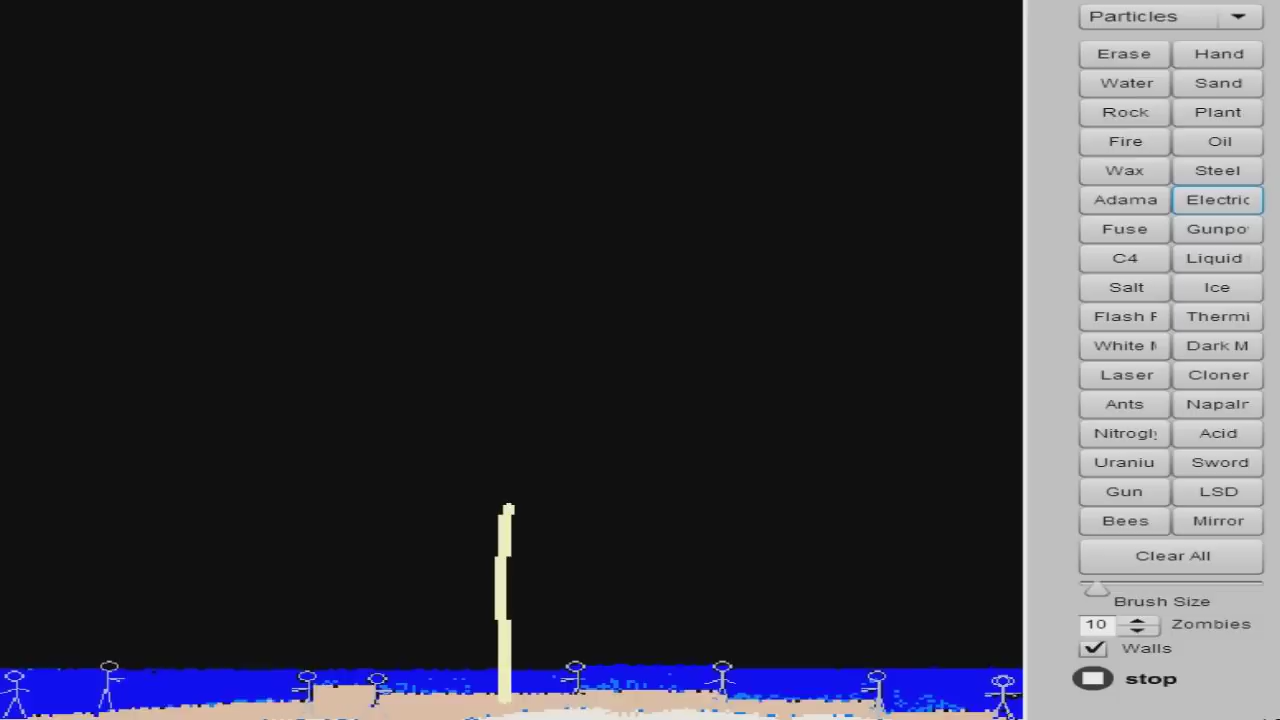 Particles
Erase Hand
Water Sand
Rock Plant
Fire Oil
Wax Steel
Adama Electric
Fuse Gunpo
C4 Liquid
Salt Ice
Flash F Thermi
White M Dark M
Laser Cloner
Ants Napalr
Nitrogl Acid
Uraniu Sword
Gun LSD
Bees Mirror
Clear All
Brush Size
10 Zombies
Walls
stop